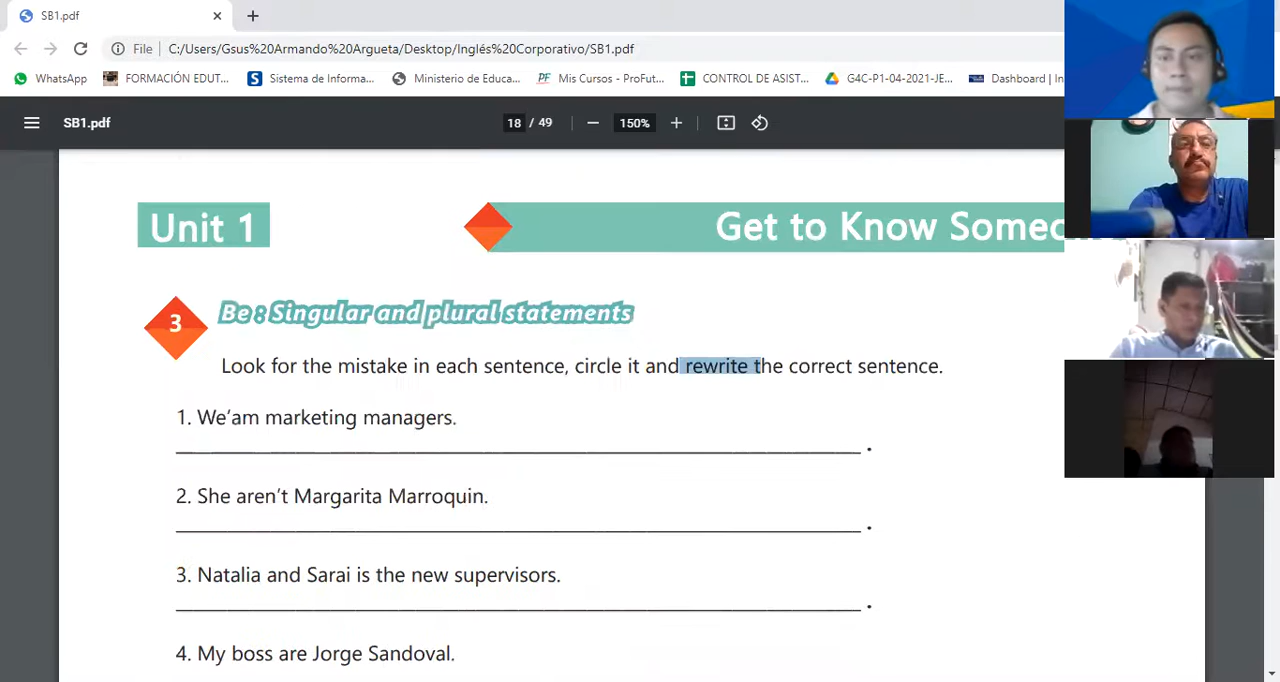 SB1.pdf
File C:/Users/Gsus%20Armando%20Argueta/Desktop/Inglés%20Corporativo/SB1.pdf
WhatsApp FORMACIÓN EDUT... Sistema de Informa... Ministerio de Educa... Mis Cursos - ProFut... CONTROL DE ASIST... G4C-P1-04-2021-JE... Dashboard | In
SB1.pdf 18 / 49 150%
Unit 1 Get to Know Someo
3 Be : Singular and plural statements
Look for the mistake in each sentence, circle it and rewrite the correct sentence.
1. We'am marketing managers.
.
2. She aren't Margarita Marroquin.
.
3. Natalia and Sarai is the new supervisors.
.
4. My boss are Jorge Sandoval.